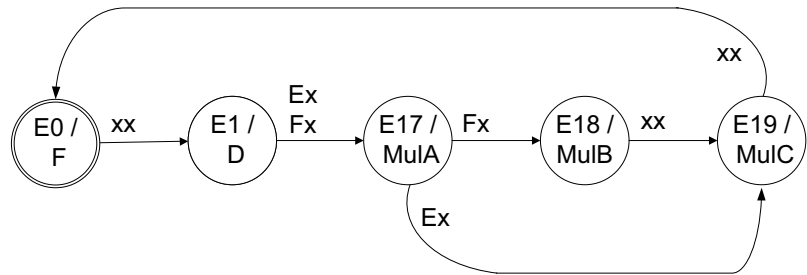 xx
E0 /
F
xx
E1 /
D
Ex
Fx
E17 /
MulA
Fx
E18 /
MulB
xx
E19 /
MulC
Ex